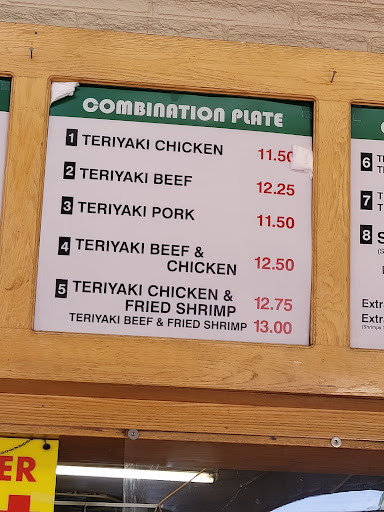 COMBINATION PLATE
1 TERIYAKI CHICKEN 11.50
2 TERIYAKI BEEF 12.25
3 TERIYAKI PORK 11.50
4 TERIYAKI BEEF &
CHICKEN 12.50
5 TERIYAKI CHICKEN &
FRIED SHRIMP 12.75
TERIYAKI BEEF & FRIED SHRIMP 13.00
6
7
8
Extr
Extr
ER